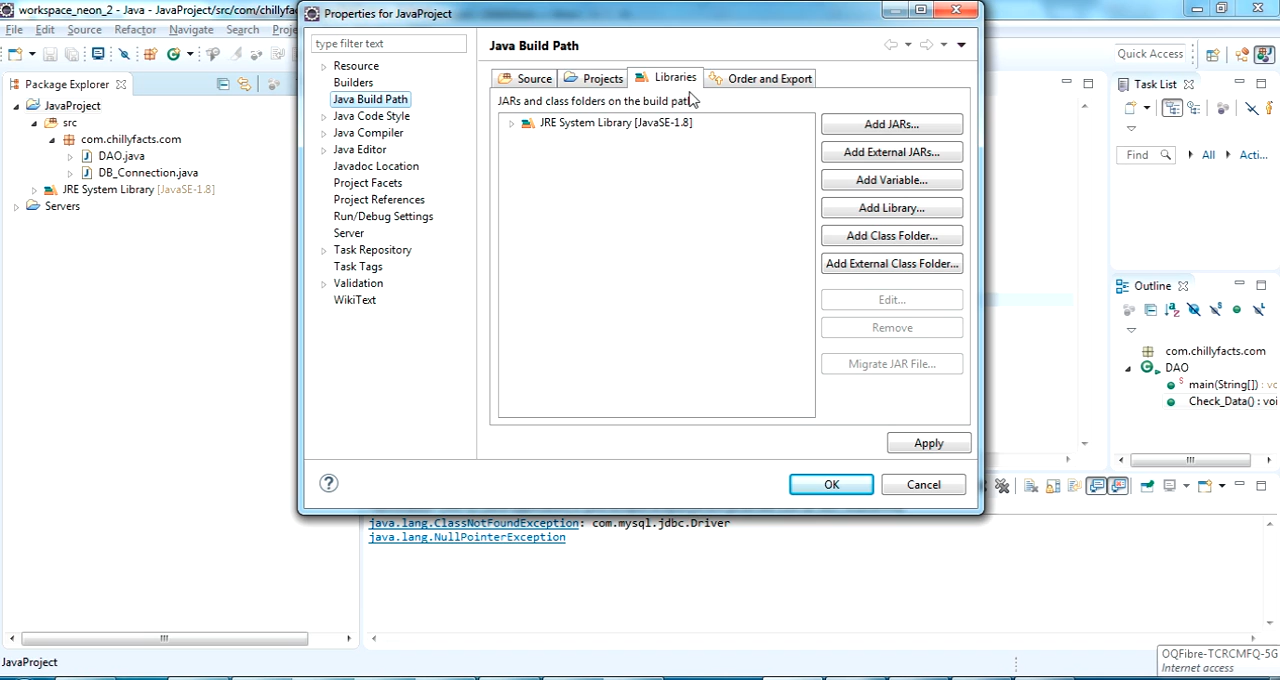 workspace_neon_2 - Java - JavaProject/src/com/chillyfa
Properties for JavaProject
File Edit Source Refactor Navigate Search Proje
type filter text
Java Build Path
Quick Access
Package Explorer
Task List
Resource
Builders
Java Build Path
Java Code Style
Java Compiler
Java Editor
Javadoc Location
Project Facets
Project References
Run/Debug Settings
Server
Task Repository
Task Tags
Validation
WikiText
Source Projects Libraries Order and Export
JARs and class folders on the build path:
JRE System Library [JavaSE-1.8]
Add JARs...
Add External JARs...
Add Variable...
Add Library...
Add Class Folder...
Add External Class Folder...
Edit...
Remove
Migrate JAR File...
Apply
OK Cancel
JavaProject
src
com.chillyfacts.com
DAO.java
DB_Connection.java
JRE System Library [JavaSE-1.8]
Servers
Find All Acti...
Outline
com.chillyfacts.com
DAO
main(String[]) : vc
Check_Data() : voi
java.lang.ClassNotFoundException: com.mysql.jdbc.Driver
java.lang.NullPointerException
JavaProject
OQFibre-TCRCMFQ-5G
Internet access